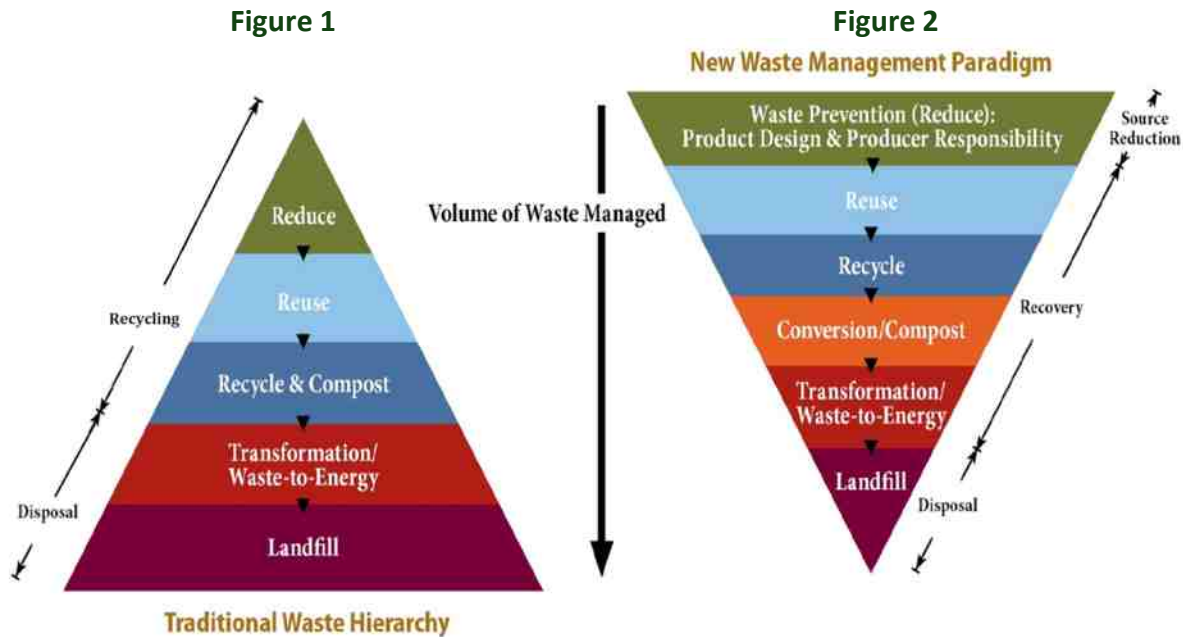 Figure 1
Reduce
Reuse
Recycle & Compost
Transformation/
Waste-to-Energy
Landfill
Recycling
Disposal
Traditional Waste Hierarchy
Volume of Waste Managed
Figure 2
New Waste Management Paradigm
Waste Prevention (Reduce):
Product Design & Producer Responsibility
Reuse
Recycle
Conversion/Compost
Transformation/
Waste-to-Energy
Landfill
Source
Reduction
Recovery
Disposal